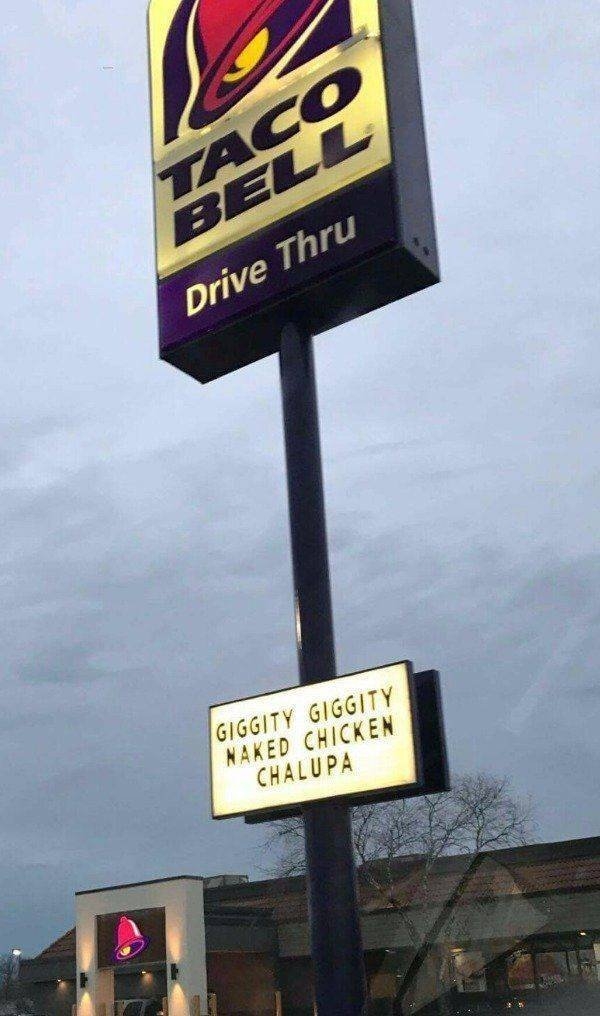 TACO
BELL
Drive Thru
GIGGITY GIGGITY
NAKED CHICKEN
CHALUPA